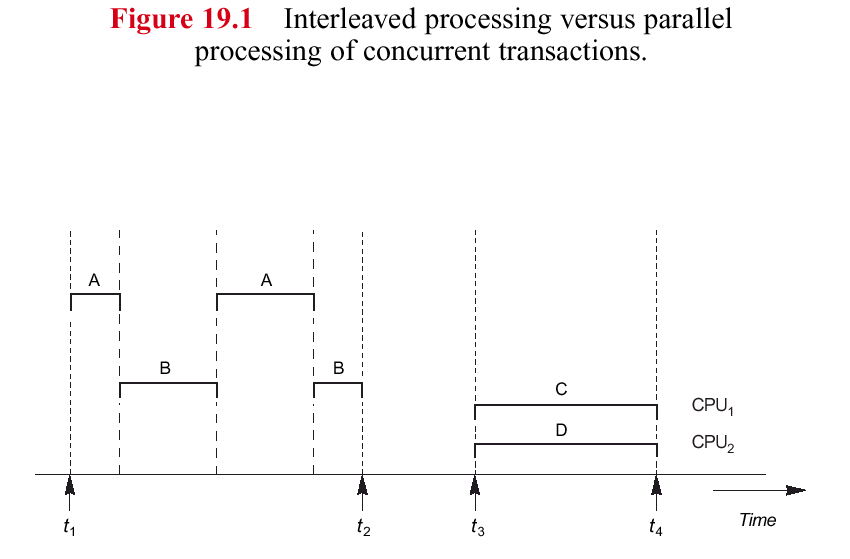 Figure 19.1 Interleaved processing versus parallel
processing of concurrent transactions.
A
A
B
B
C
CPU₁
D
CPU₂
t₁
t₂
t₃
t₄
Time